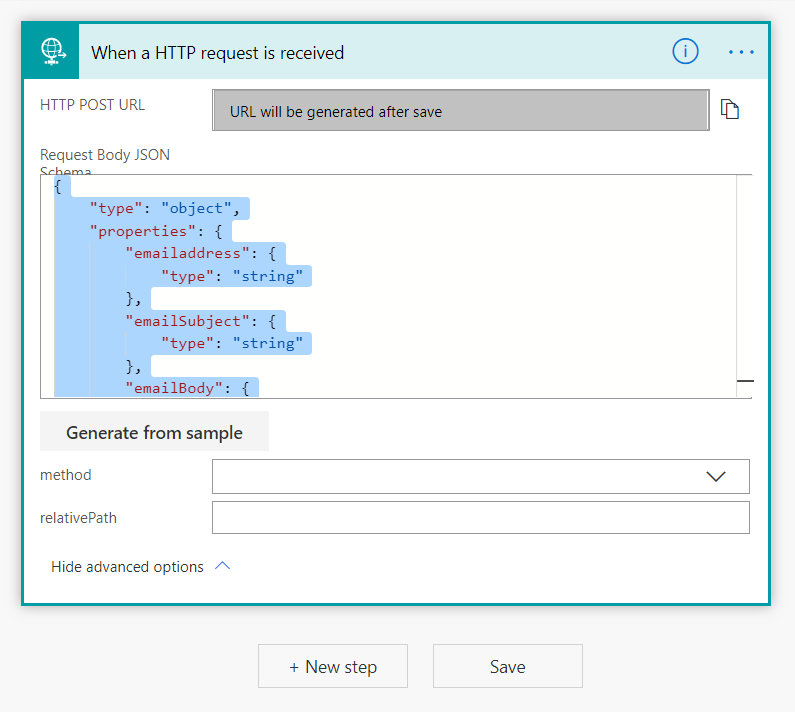 When a HTTP request is received
HTTP POST URL
URL will be generated after save
Request Body JSON
Schema
{
"type": "object",
"properties": {
"emailaddress": {
"type": "string"
},
"emailSubject": {
"type": "string"
},
"emailBody": {
Generate from sample
method
relativePath
Hide advanced options
+ New step
Save